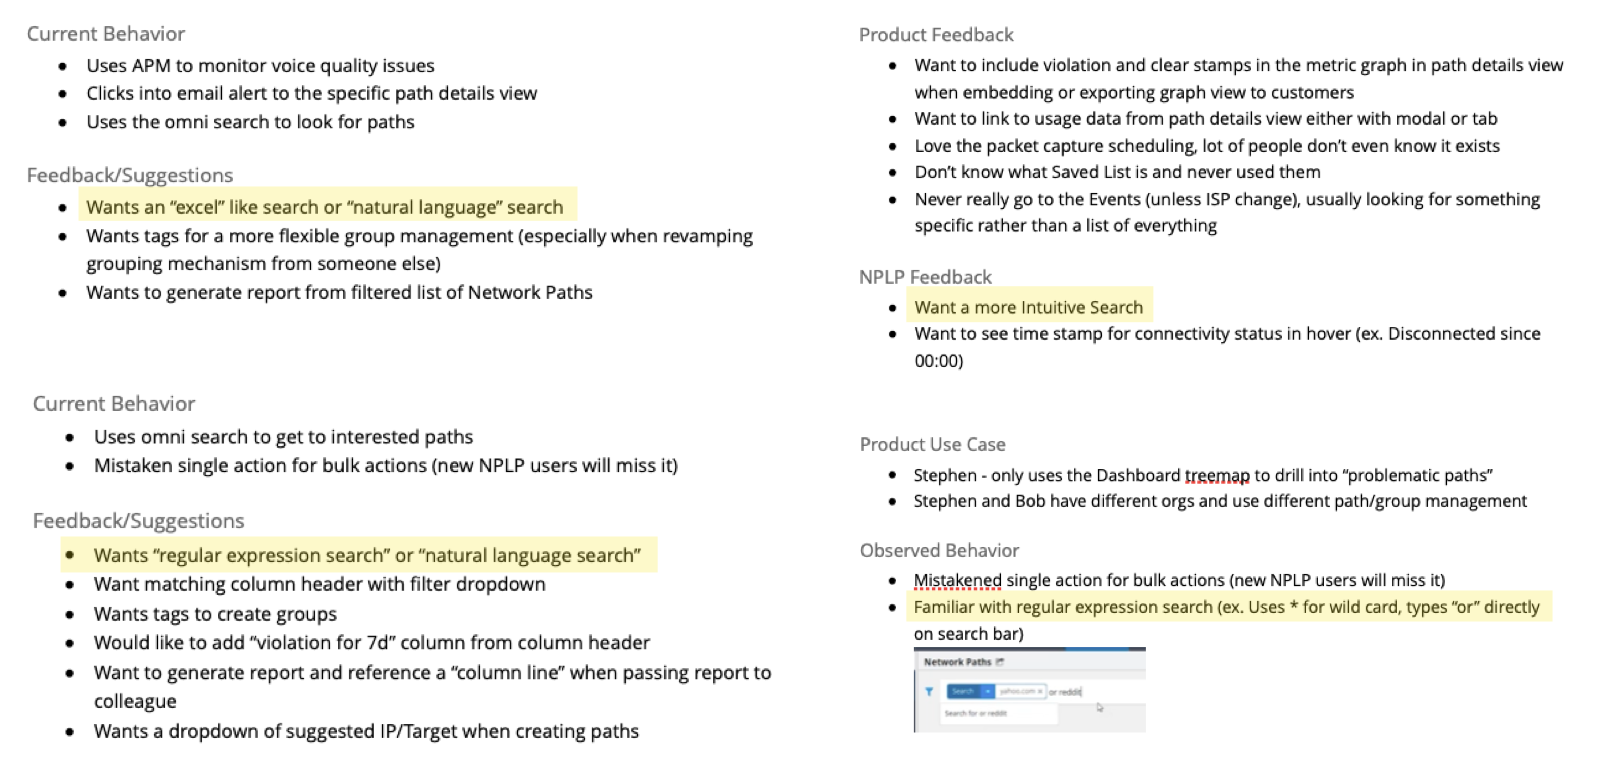 Current Behavior
● Uses APM to monitor voice quality issues
● Clicks into email alert to the specific path details view
● Uses the omni search to look for paths
Feedback/Suggestions
● Wants an “excel” like search or “natural language” search
● Wants tags for a more flexible group management (especially when revamping
grouping mechanism from someone else)
● Wants to generate report from filtered list of Network Paths
Current Behavior
● Uses omni search to get to interested paths
● Mistaken single action for bulk actions (new NPLP users will miss it)
Feedback/Suggestions
● Wants “regular expression search” or “natural language search”
● Want matching column header with filter dropdown
● Wants tags to create groups
● Would like to add “violation for 7d” column from column header
● Want to generate report and reference a “column line” when passing report to
colleague
● Wants a dropdown of suggested IP/Target when creating paths
Product Feedback
● Want to include violation and clear stamps in the metric graph in path details view
when embedding or exporting graph view to customers
● Want to link to usage data from path details view either with modal or tab
● Love the packet capture scheduling, lot of people don’t even know it exists
● Don’t know what Saved List is and never used them
● Never really go to the Events (unless ISP change), usually looking for something
specific rather than a list of everything
NPLP Feedback
● Want a more Intuitive Search
● Want to see time stamp for connectivity status in hover (ex. Disconnected since
00:00)
Product Use Case
● Stephen - only uses the Dashboard treemap to drill into “problematic paths”
● Stephen and Bob have different orgs and use different path/group management
Observed Behavior
● Mistakened single action for bulk actions (new NPLP users will miss it)
● Familiar with regular expression search (ex. Uses * for wild card, types “or” directly
on search bar)
Network Paths
Search yahoo.com × or reddit
Search for or reddit